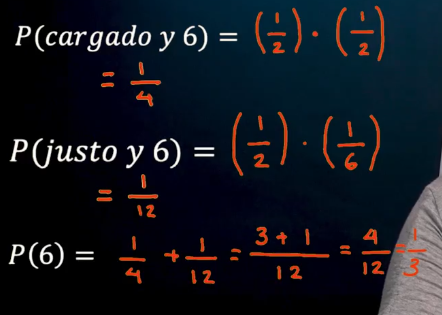 P(cargado y 6) = (1/2) · (1/2)
= 1/4
P(justo y 6) = (1/2) · (1/6)
= 1/12
P(6) = 1/4 + 1/12 = 3+1/12 = 4/12 = 1/3